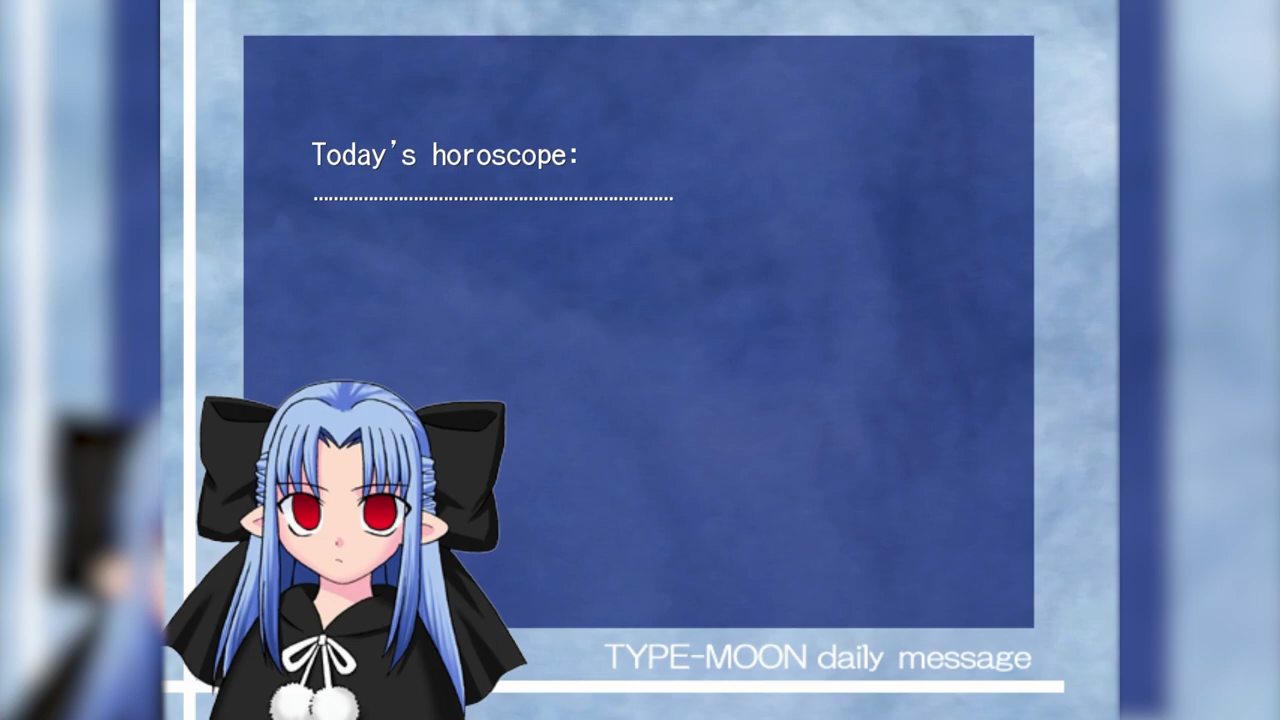 Today's horoscope:
………………………………………………………………
TYPE-MOON daily message